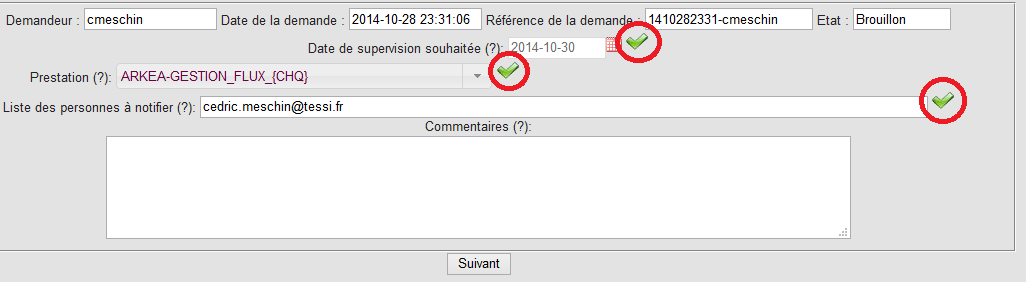 Demandeur : cmeschin Date de la demande : 2014-10-28 23:31:06 Référence de la demande : 1410282331-cmeschin Etat : Brouillon
Date de supervision souhaitée (?): 2014-10-30
Prestation (?): ARKEA-GESTION_FLUX_{CHQ}
Liste des personnes à notifier (?): cedric.meschin@tessi.fr
Commentaires (?):
Suivant